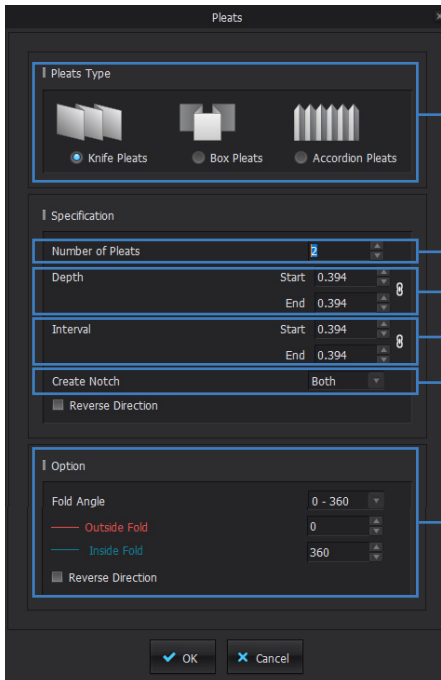 Pleats
Pleats Type
Knife Pleats Box Pleats Accordion Pleats
Specification
Number of Pleats 2
Depth Start 0.394
End 0.394
Interval Start 0.394
End 0.394
Create Notch Both
Reverse Direction
Option
Fold Angle 0 - 360
Outside Fold 0
Inside Fold 360
Reverse Direction
OK Cancel